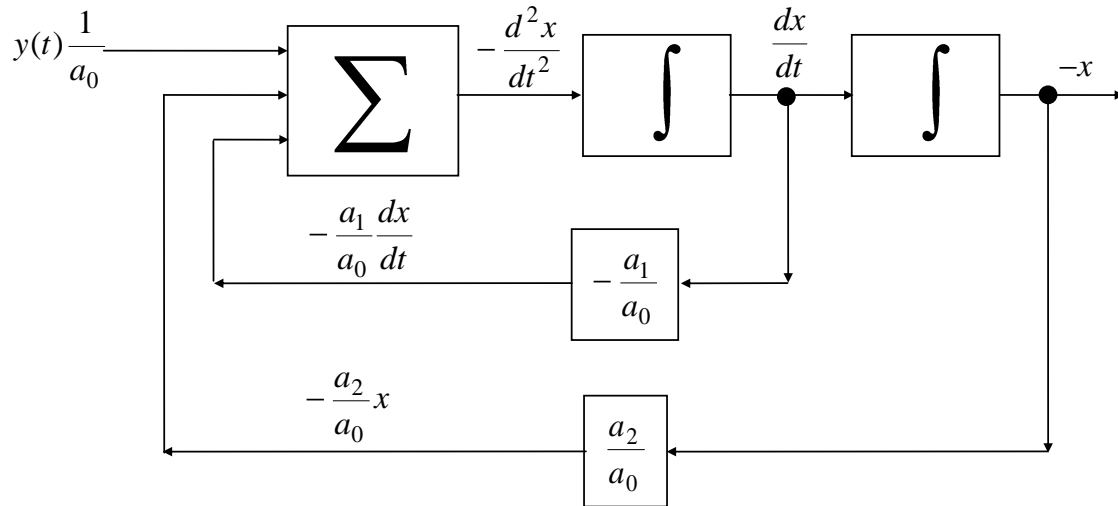 y(t) 1/a₀
∑
− d²x/dt²
∫
dx/dt
∫
−x
− a₁/a₀ dx/dt
− a₁/a₀
− a₂/a₀ x
a₂/a₀